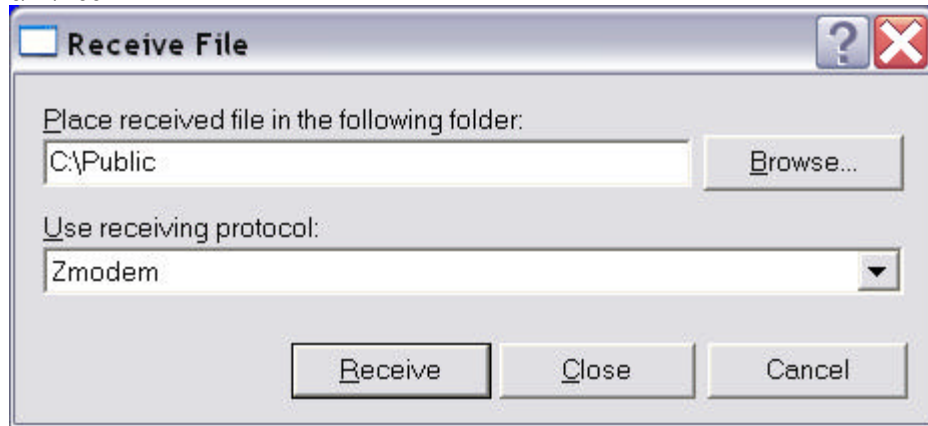 Receive File
Place received file in the following folder:
C:\Public
Browse...
Use receiving protocol:
Zmodem
Receive Close Cancel